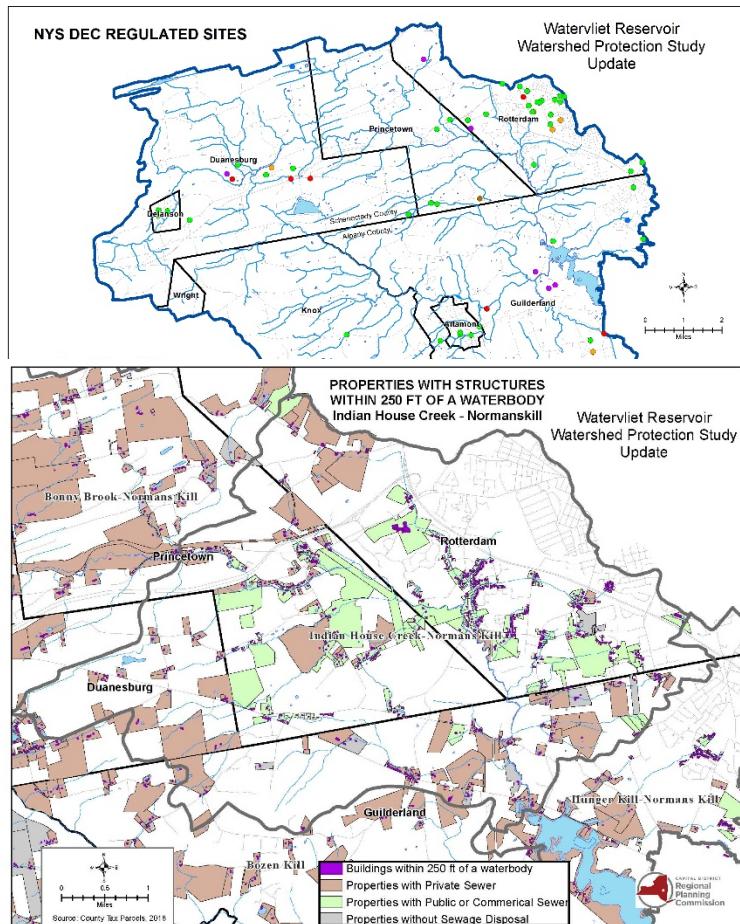 NYS DEC REGULATED SITES
Watervliet Reservoir
Watershed Protection Study
Update
Rotterdam
Princetown
Duanesburg
Delanson
Schenectady County
Albany County
Wright
Knox
Guilderland
Altamont
N
0 0.5 1 2
Miles
PROPERTIES WITH STRUCTURES
WITHIN 250 FT OF A WATERBODY
Indian House Creek - Normanskill
Watervliet Reservoir
Watershed Protection Study
Update
Bonny Brook-Normans Kill
Rotterdam
Princetown
Indian House Creek-Normans Kill
Duanesburg
Guilderland
Hunger Kill-Normans Kill
Bozen Kill
0 0.5 1
Miles
Source: County Tax Parcels, 2016
Buildings within 250 ft of a waterbody
Properties with Private Sewer
Properties with Public or Commerical Sewer
Properties without Sewage Disposal
CAPITAL DISTRICT
Regional
Planning
Commission